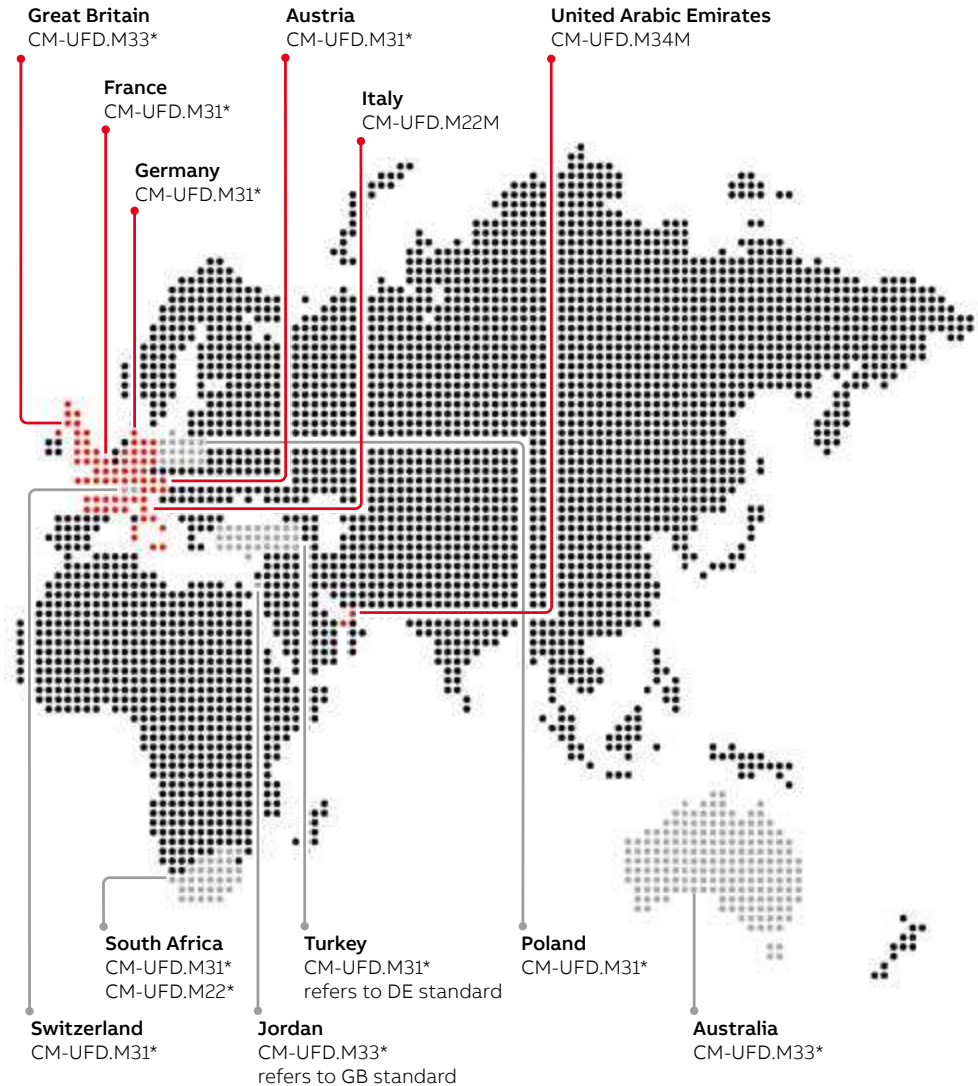 Great Britain
CM-UFD.M33*
Austria
CM-UFD.M31*
United Arabic Emirates
CM-UFD.M34M
France
CM-UFD.M31*
Italy
CM-UFD.M22M
Germany
CM-UFD.M31*
South Africa
CM-UFD.M31*
CM-UFD.M22*
Turkey
CM-UFD.M31*
refers to DE standard
Poland
CM-UFD.M31*
Switzerland
CM-UFD.M31*
Jordan
CM-UFD.M33*
refers to GB standard
Australia
CM-UFD.M33*